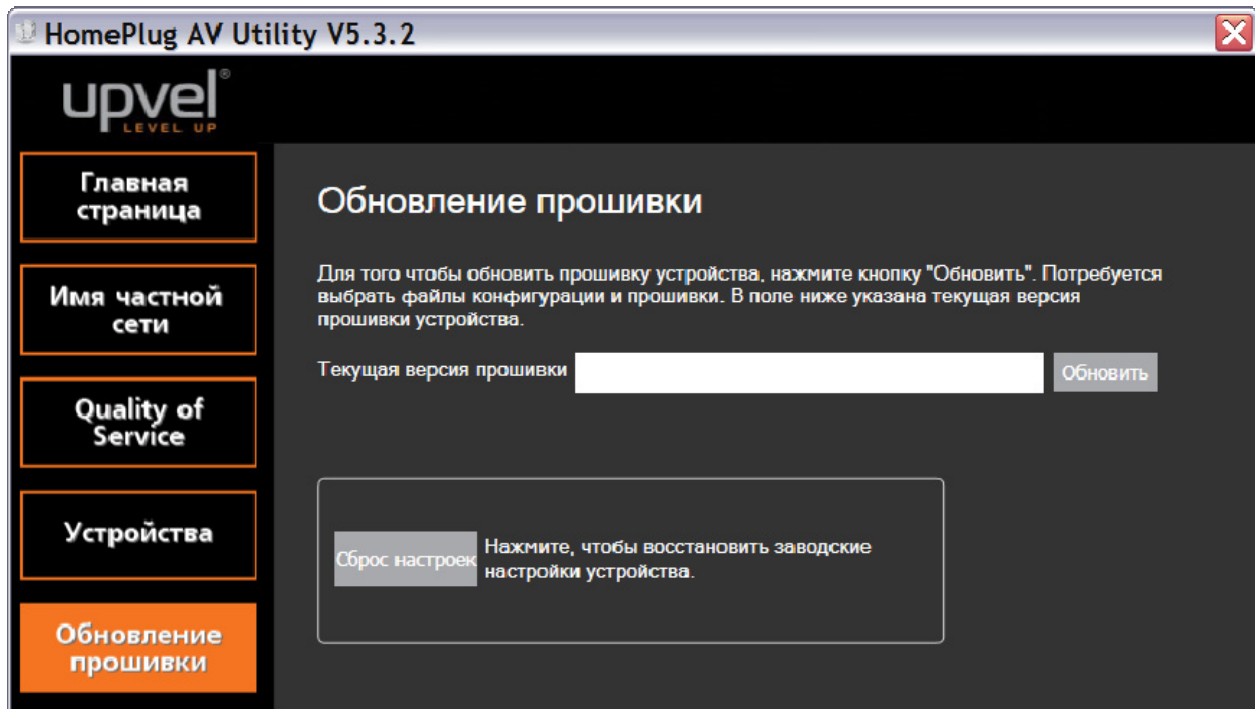 HomePlug AV Utility V5.3.2
upvel®
LEVEL UP
Главная
страница
Имя частной
сети
Quality of
Service
Устройства
Обновление
прошивки
Обновление прошивки
Для того чтобы обновить прошивку устройства, нажмите кнопку "Обновить". Потребуется
выбрать файлы конфигурации и прошивки. В поле ниже указана текущая версия
прошивки устройства.
Текущая версия прошивки
Обновить
Сброс настроек
Нажмите, чтобы восстановить заводские
настройки устройства.